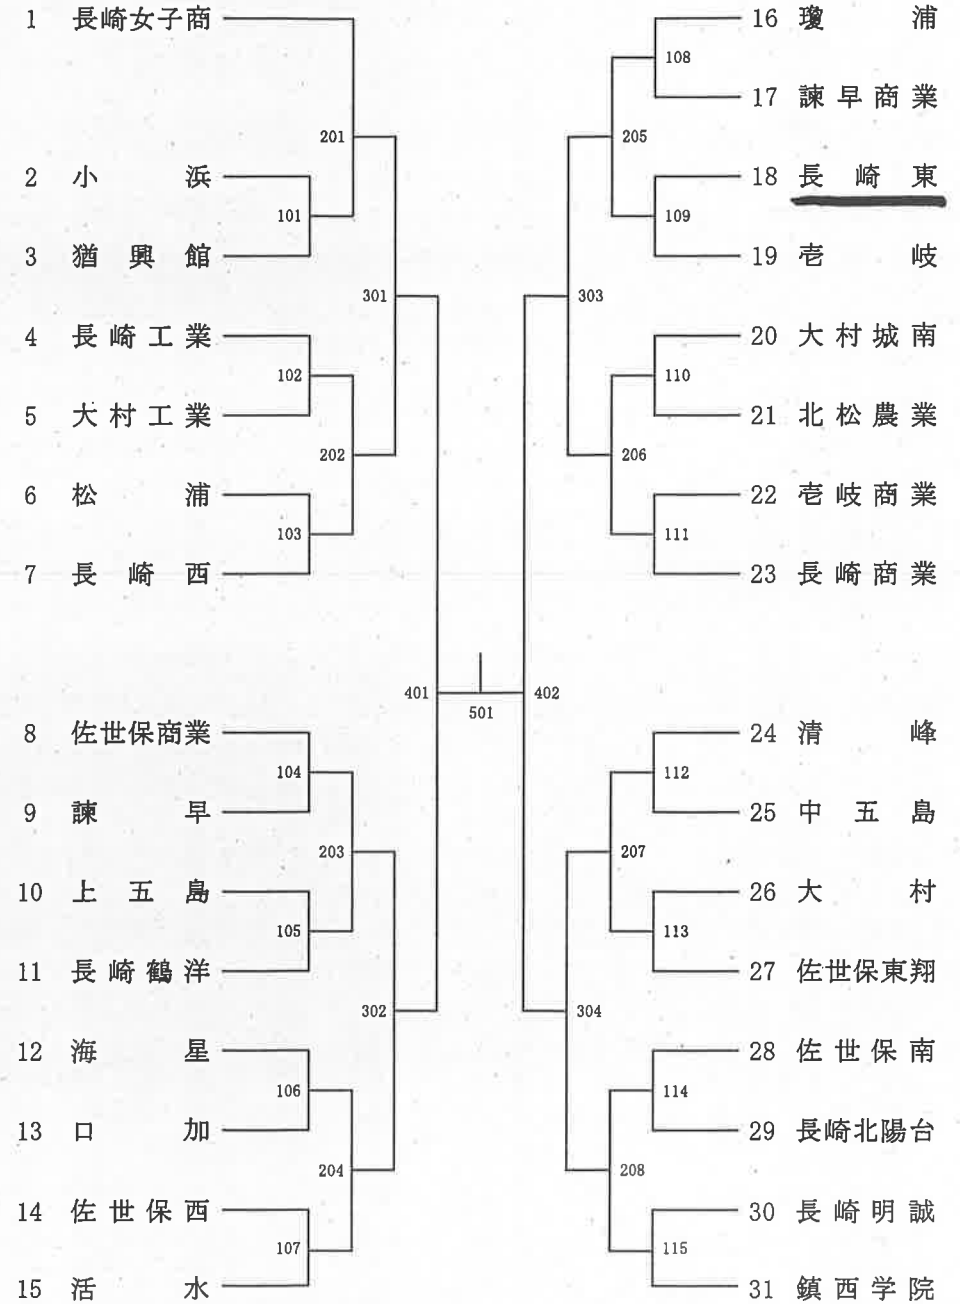 1 長崎女子商
2 小浜
3 猶興館
4 長崎工業
5 大村工業
6 松浦
7 長崎西
8 佐世保商業
9 諫早
10 上五島
11 長崎鶴洋
12 海星
13 口加
14 佐世保西
15 活水
201
101
301
102
202
103
401
501
402
104
203
105
302
106
204
107
108
205
109
303
110
206
111
112
207
113
304
114
208
115
16 瓊浦
17 諫早商業
18 長崎東
19 壱岐
20 大村城南
21 北松農業
22 壱岐商業
23 長崎商業
24 清峰
25 中五島
26 大村
27 佐世保東翔
28 佐世保南
29 長崎北陽台
30 長崎明誠
31 鎮西学院